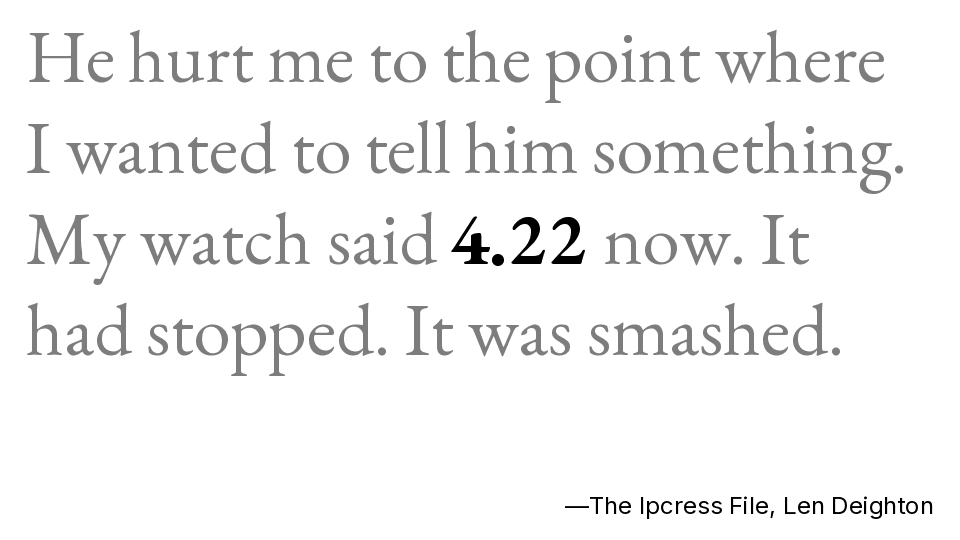 He hurt me to the point where
I wanted to tell him something.
My watch said 4.22 now. It
had stopped. It was smashed.
—The Ipcress File, Len Deighton